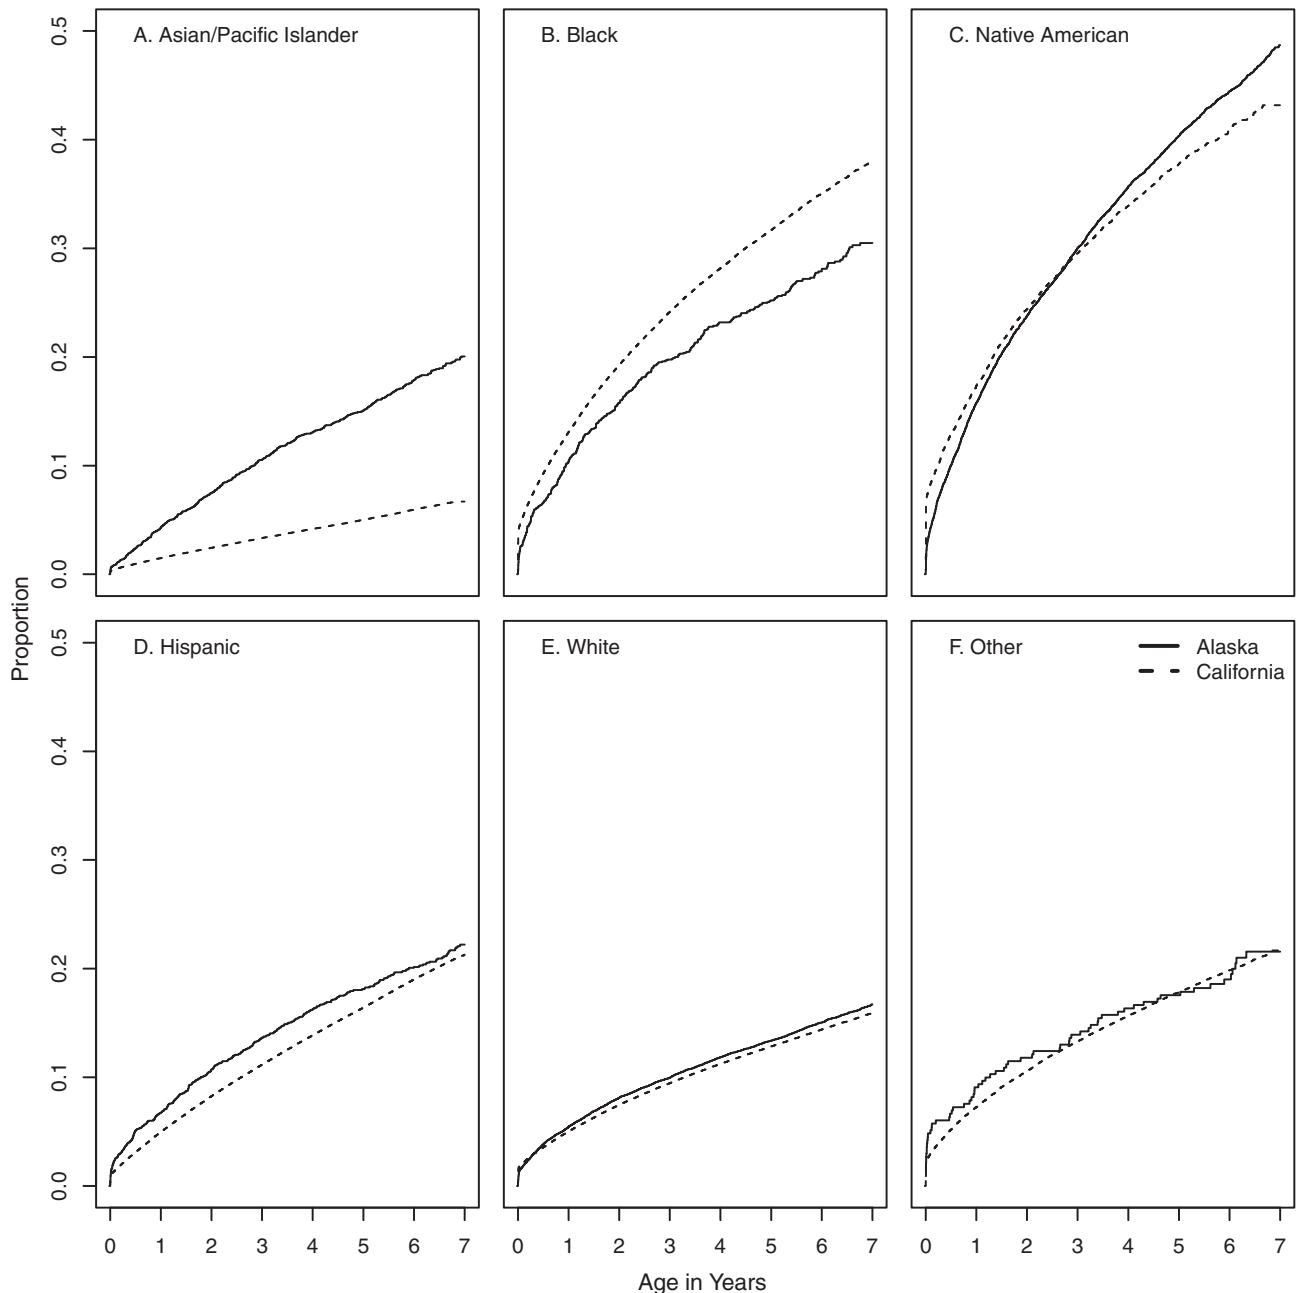 Proportion
A. Asian/Pacific Islander
B. Black
C. Native American
0.5
0.4
0.3
0.2
0.1
0.0
D. Hispanic
E. White
F. Other
Alaska
California
0.5
0.4
0.3
0.2
0.1
0.0
0 1 2 3 4 5 6 7
0 1 2 3 4 5 6 7
0 1 2 3 4 5 6 7
Age in Years